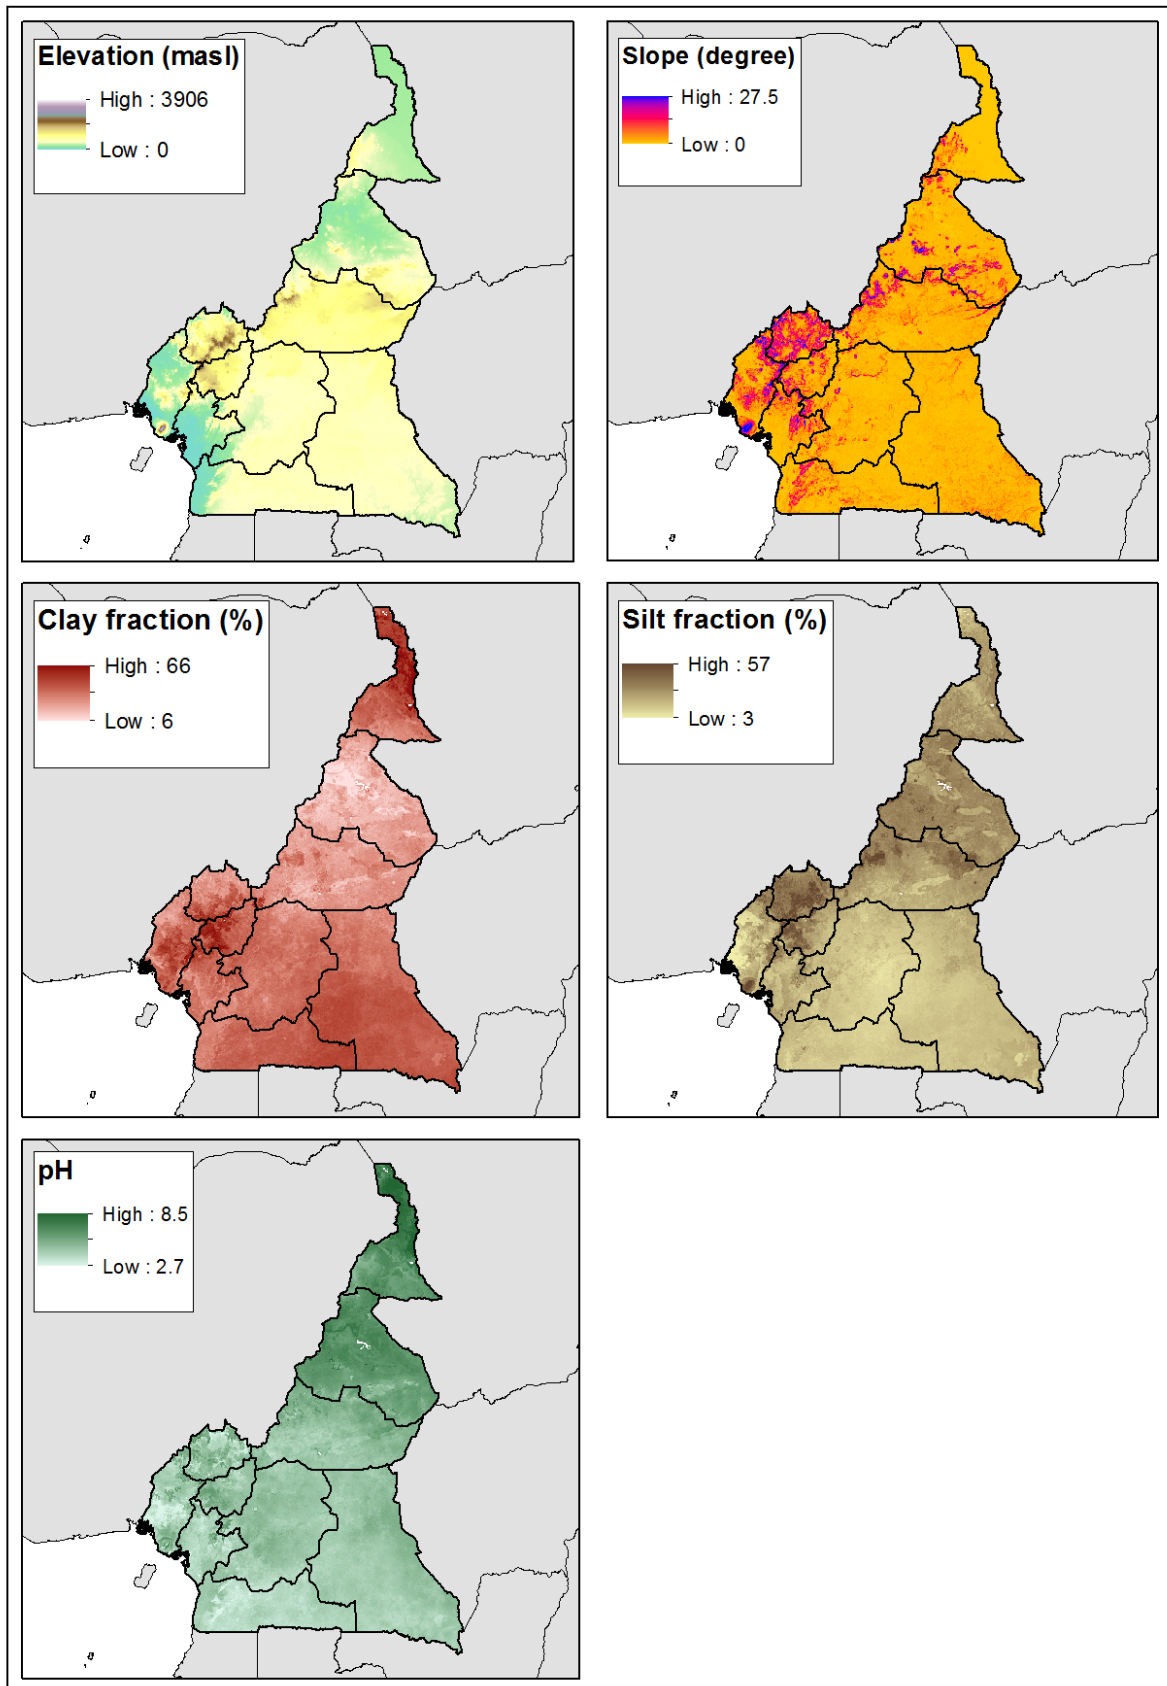 Elevation (masl)
High : 3906
Low : 0
Slope (degree)
High : 27.5
Low : 0
Clay fraction (%)
High : 66
Low : 6
Silt fraction (%)
High : 57
Low : 3
pH
High : 8.5
Low : 2.7